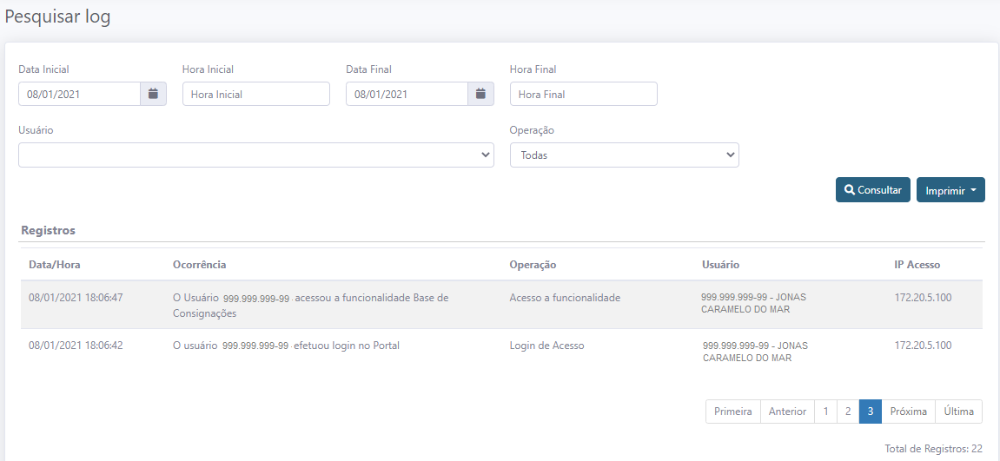 Pesquisar log
Data Inicial Hora Inicial Data Final Hora Final
08/01/2021 Hora Inicial 08/01/2021 Hora Final
Usuário Operação
Todas
Consultar Imprimir
Registros
Data/Hora Ocorrência Operação Usuário IP Acesso
08/01/2021 18:06:47 O Usuário 999.999.999-99 acessou a funcionalidade Base de Acesso a funcionalidade 999.999.999-99 - JONAS 172.20.5.100
Consignações CARAMELO DO MAR
08/01/2021 18:06:42 O usuário 999.999.999-99 efetuou login no Portal Login de Acesso 999.999.999-99 - JONAS 172.20.5.100
CARAMELO DO MAR
Primeira Anterior 1 2 3 Próxima Última
Total de Registros: 22